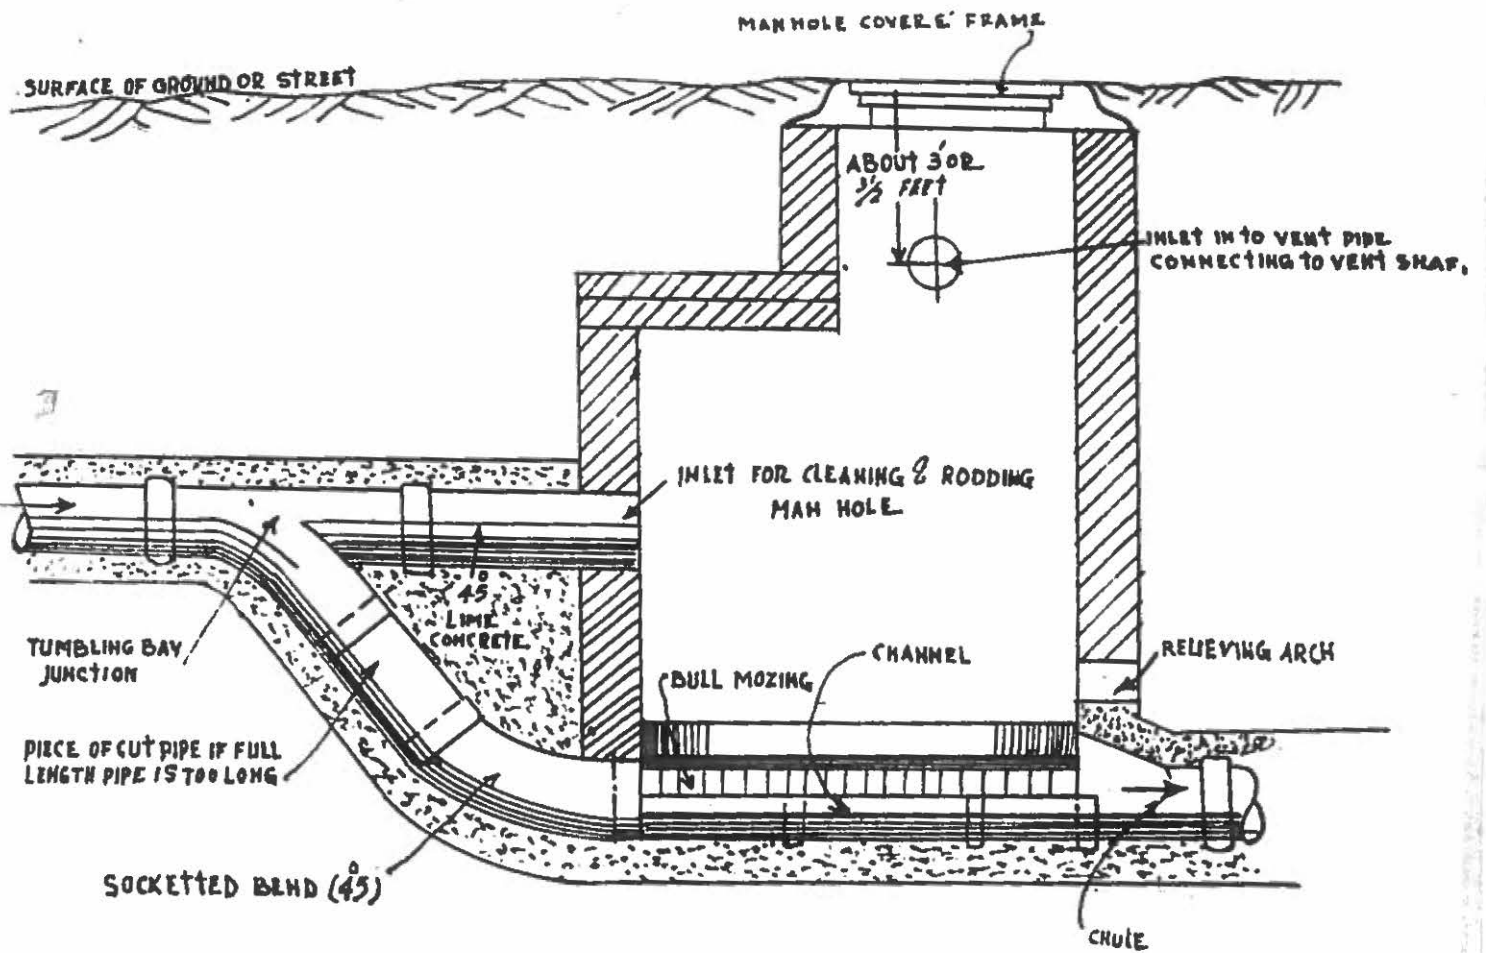 MANHOLE COVER & FRAME
SURFACE OF GROUND OR STREET
ABOUT 3' OR
3½ FEET
INLET IN TO VENT PIPE
CONNECTING TO VENT SHAF.
INLET FOR CLEANING & RODDING
MAN HOLE
45°
LIME
CONCRETE
TUMBLING BAY
JUNCTION
RELIEVING ARCH
CHANNEL
BULL MOZING
PIECE OF CUT PIPE IF FULL
LENGTH PIPE IS TOO LONG
SOCKETTED BEND (45°)
CHUTE